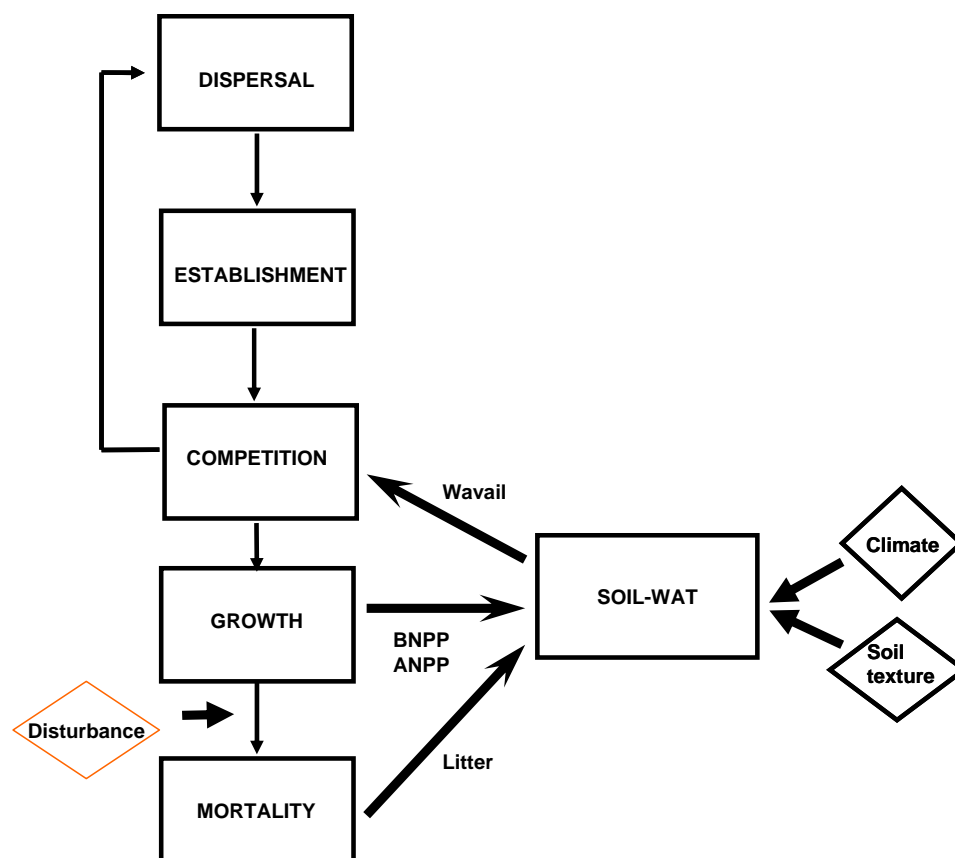 DISPERSAL
ESTABLISHMENT
COMPETITION
Wavail
Climate
SOIL-WAT
GROWTH
BNPP
ANPP
Soil
texture
Disturbance
Litter
MORTALITY